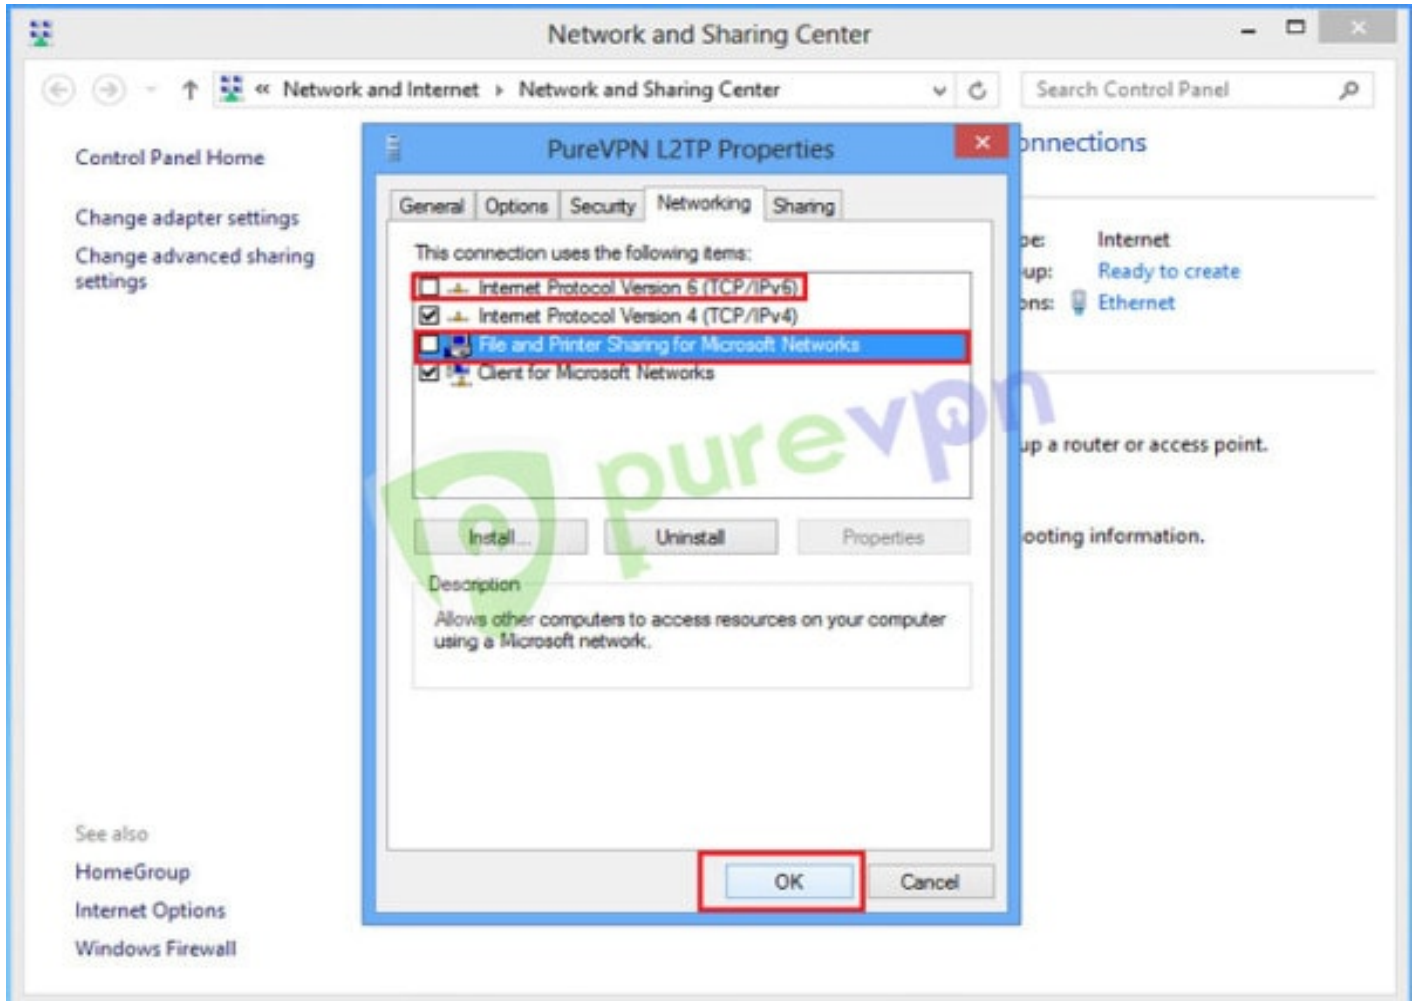 Network and Sharing Center
« Network and Internet ▸ Network and Sharing Center
Search Control Panel
Control Panel Home
Change adapter settings
Change advanced sharing
settings
See also
HomeGroup
Internet Options
Windows Firewall
PureVPN L2TP Properties
General Options Security Networking Sharing
This connection uses the following items:
Internet Protocol Version 6 (TCP/IPv6)
Internet Protocol Version 4 (TCP/IPv4)
File and Printer Sharing for Microsoft Networks
Client for Microsoft Networks
Install... Uninstall Properties
Description
Allows other computers to access resources on your computer
using a Microsoft network.
OK Cancel
purevpn
onnections
pe: Internet
up: Ready to create
ons: Ethernet
up a router or access point.
ooting information.